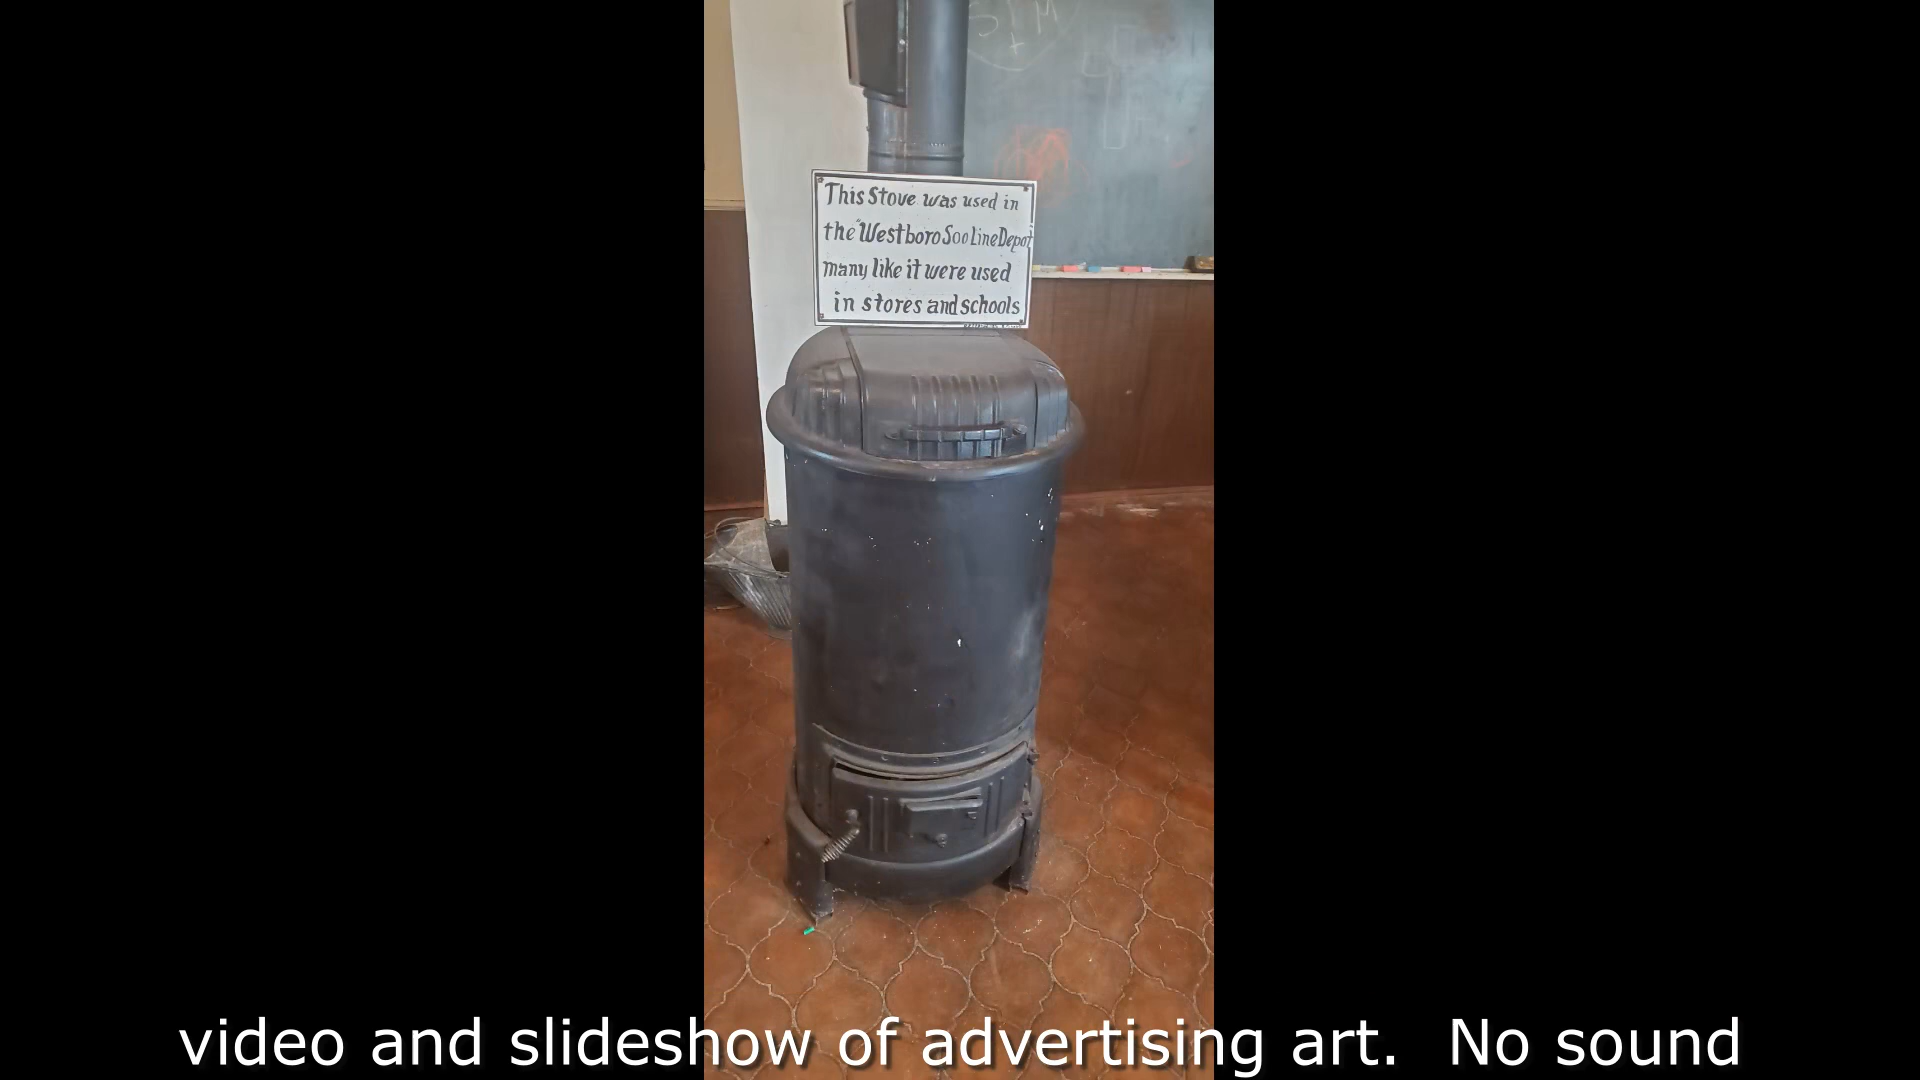 This Stove was used in
the "Westboro Soo Line Depot"
many like it were used
in stores and schools
video and slideshow of advertising art. No sound